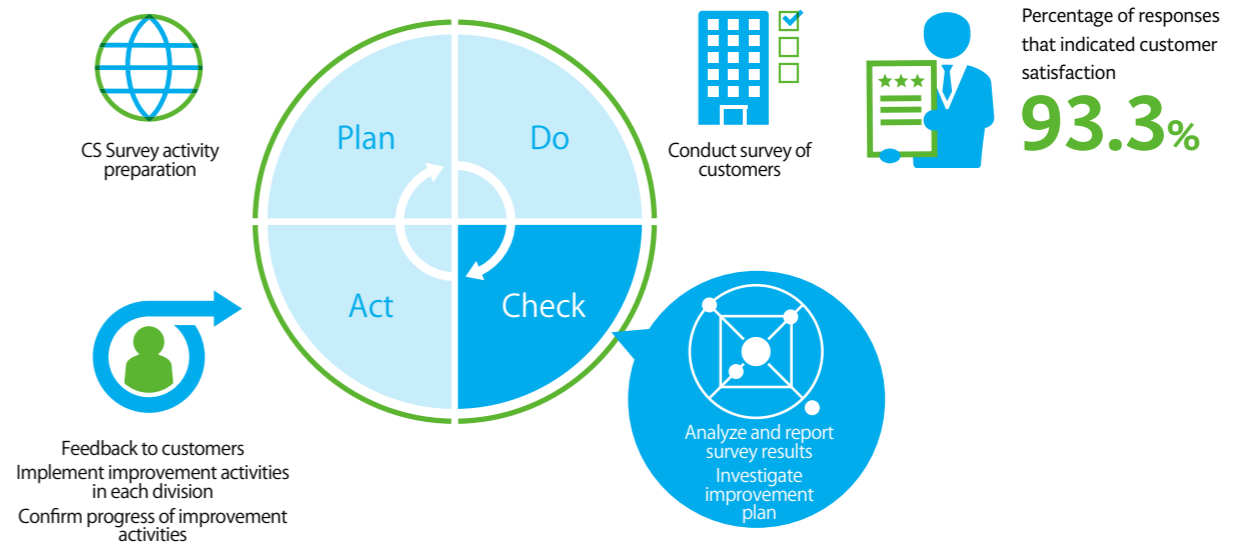 CS Survey activity
preparation
Plan
Do
Conduct survey of
customers
Percentage of responses
that indicated customer
satisfaction
93.3%
Act
Check
Feedback to customers
Implement improvement activities
in each division
Confirm progress of improvement
activities
Analyze and report
survey results
Investigate
improvement
plan